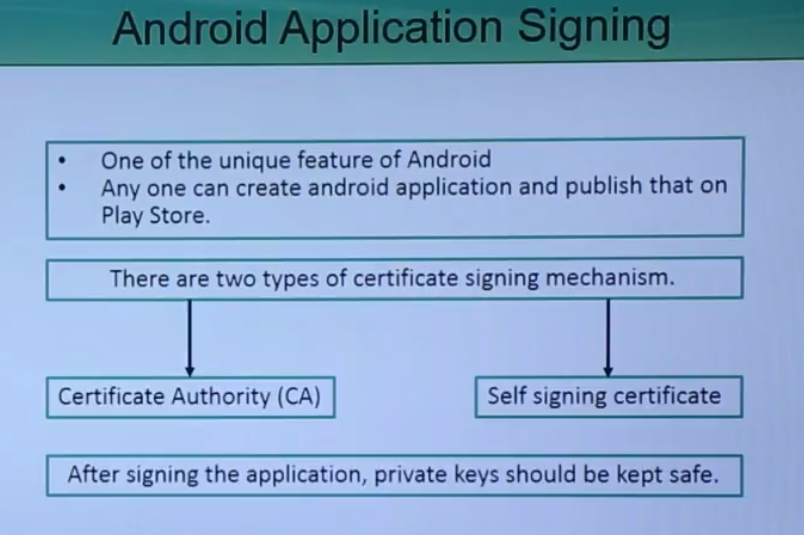 Android Application Signing
• One of the unique feature of Android
• Any one can create android application and publish that on
Play Store.
There are two types of certificate signing mechanism.
Certificate Authority (CA)
Self signing certificate
After signing the application, private keys should be kept safe.